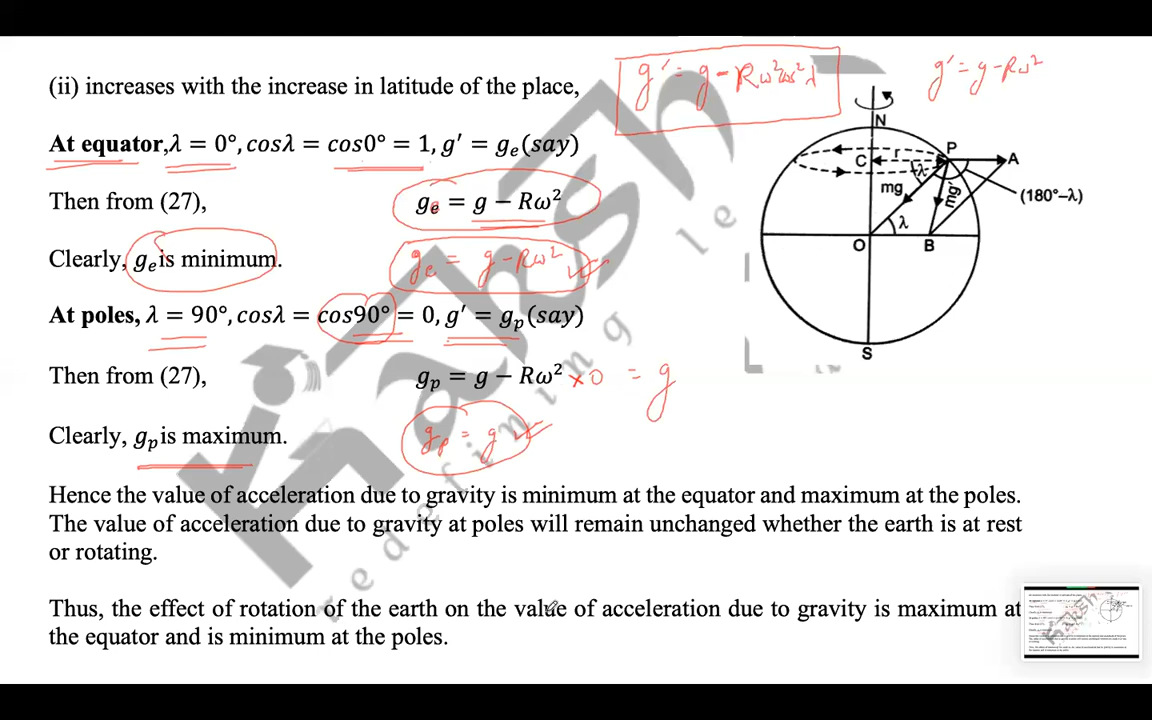 (ii) increases with the increase in latitude of the place,
g' = g - Rω²cos²λ
g' = g - Rω²
At equator, λ = 0°, cosλ = cos0° = 1, g' = gₑ(say)
Then from (27),
gₑ = g − Rω²
Clearly, gₑ is minimum.
gₑ = g - Rω²
At poles, λ = 90°, cosλ = cos90° = 0, g' = gₚ(say)
Then from (27),
gₚ = g − Rω² × 0 = g
Clearly, gₚ is maximum.
gₚ = g
Hence the value of acceleration due to gravity is minimum at the equator and maximum at the poles.
The value of acceleration due to gravity at poles will remain unchanged whether the earth is at rest
or rotating.
Thus, the effect of rotation of the earth on the value of acceleration due to gravity is maximum at
the equator and is minimum at the poles.
N
P
C
r
A
λ
mg
mg'
(180°−λ)
λ
O
B
S
Kaksh
redefining
le